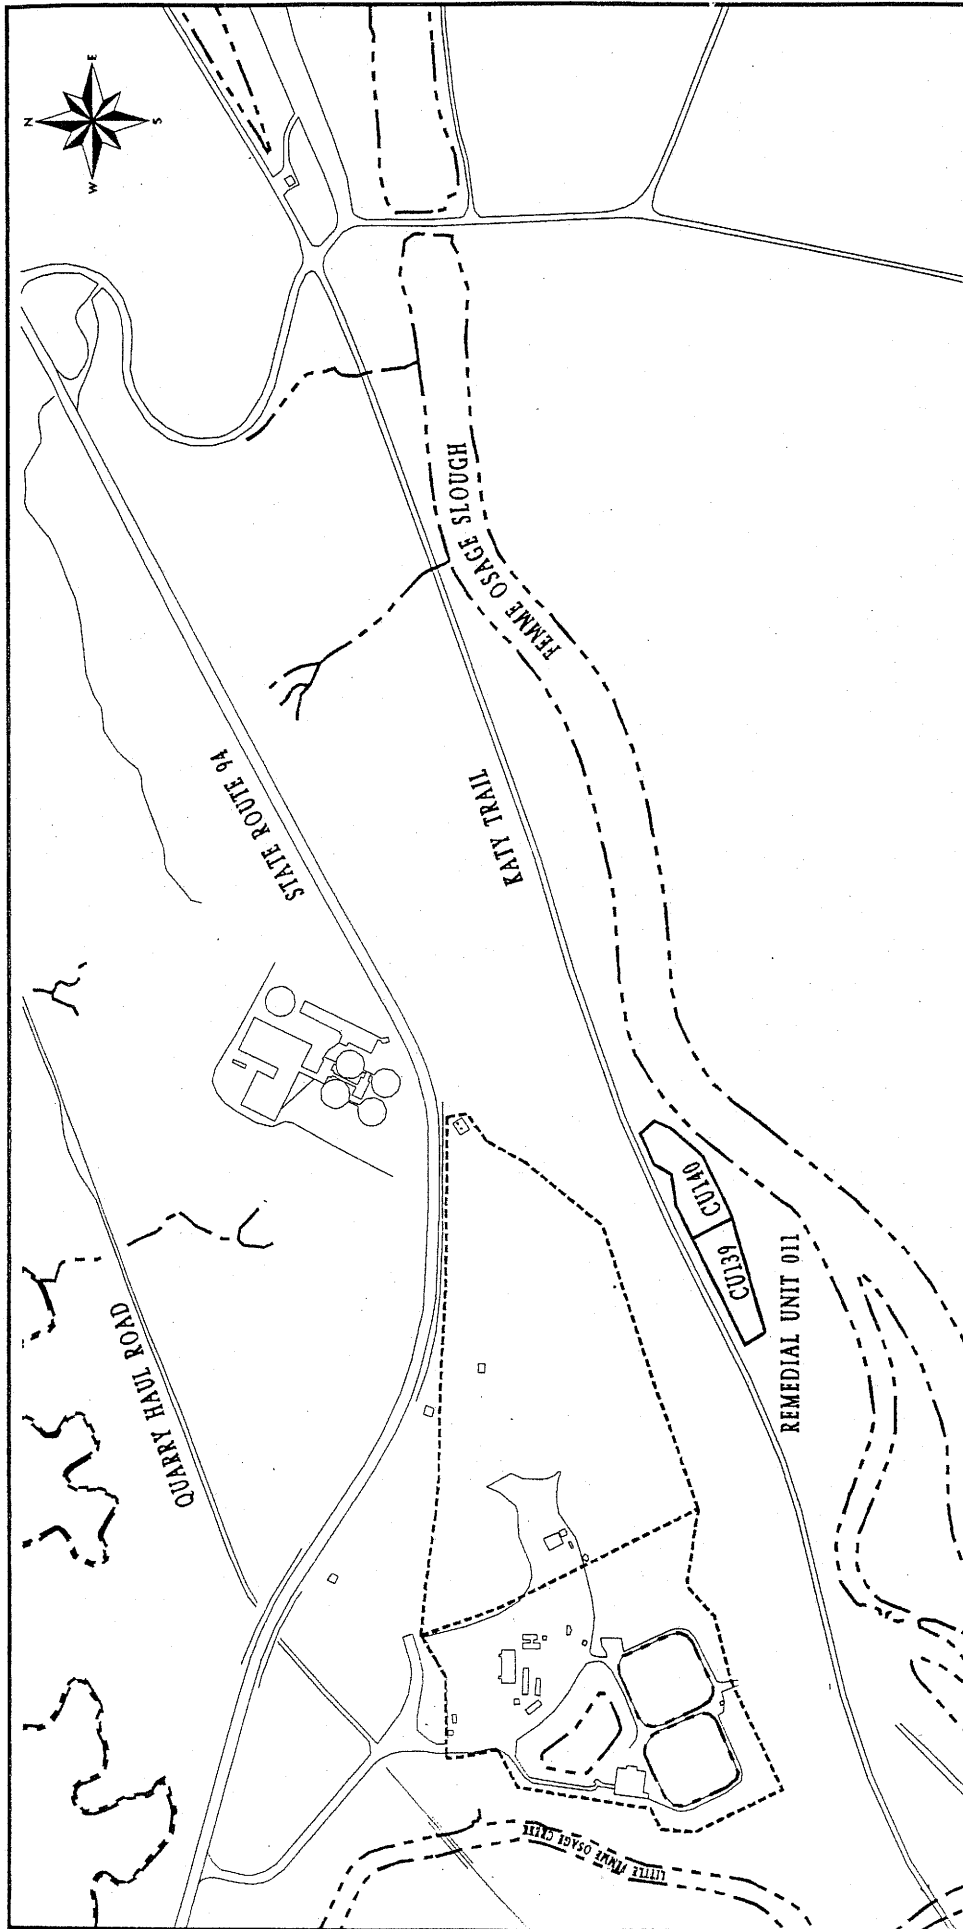 N
E
S
W
STATE ROUTE 94
FEMME OSAGE SLOUGH
KATY TRAIL
QUARRY HAUL ROAD
CU140
CU139
REMEDIAL UNIT 011
LITTLE FEMME OSAGE CREEK